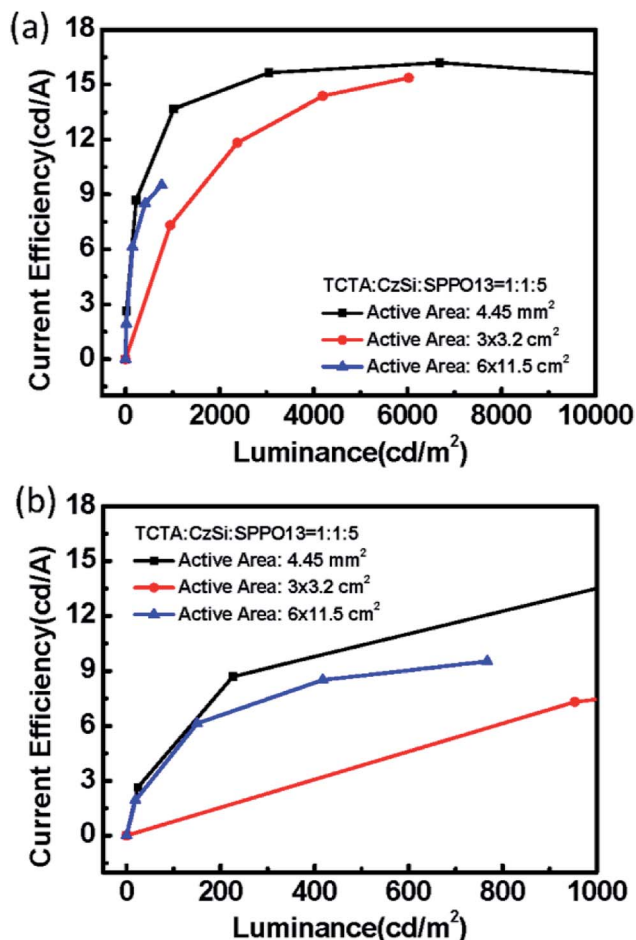 (a)
18
15
12
9
6
3
0
Current Efficiency(cd/A)
TCTA:CzSi:SPPO13=1:1:5
Active Area: 4.45 mm²
Active Area: 3x3.2 cm²
Active Area: 6x11.5 cm²
0 2000 4000 6000 8000 10000
Luminance(cd/m²)
(b)
18
15
12
9
6
3
0
Current Efficiency(cd/A)
TCTA:CzSi:SPPO13=1:1:5
Active Area: 4.45 mm²
Active Area: 3x3.2 cm²
Active Area: 6x11.5 cm²
0 200 400 600 800 1000
Luminance(cd/m²)